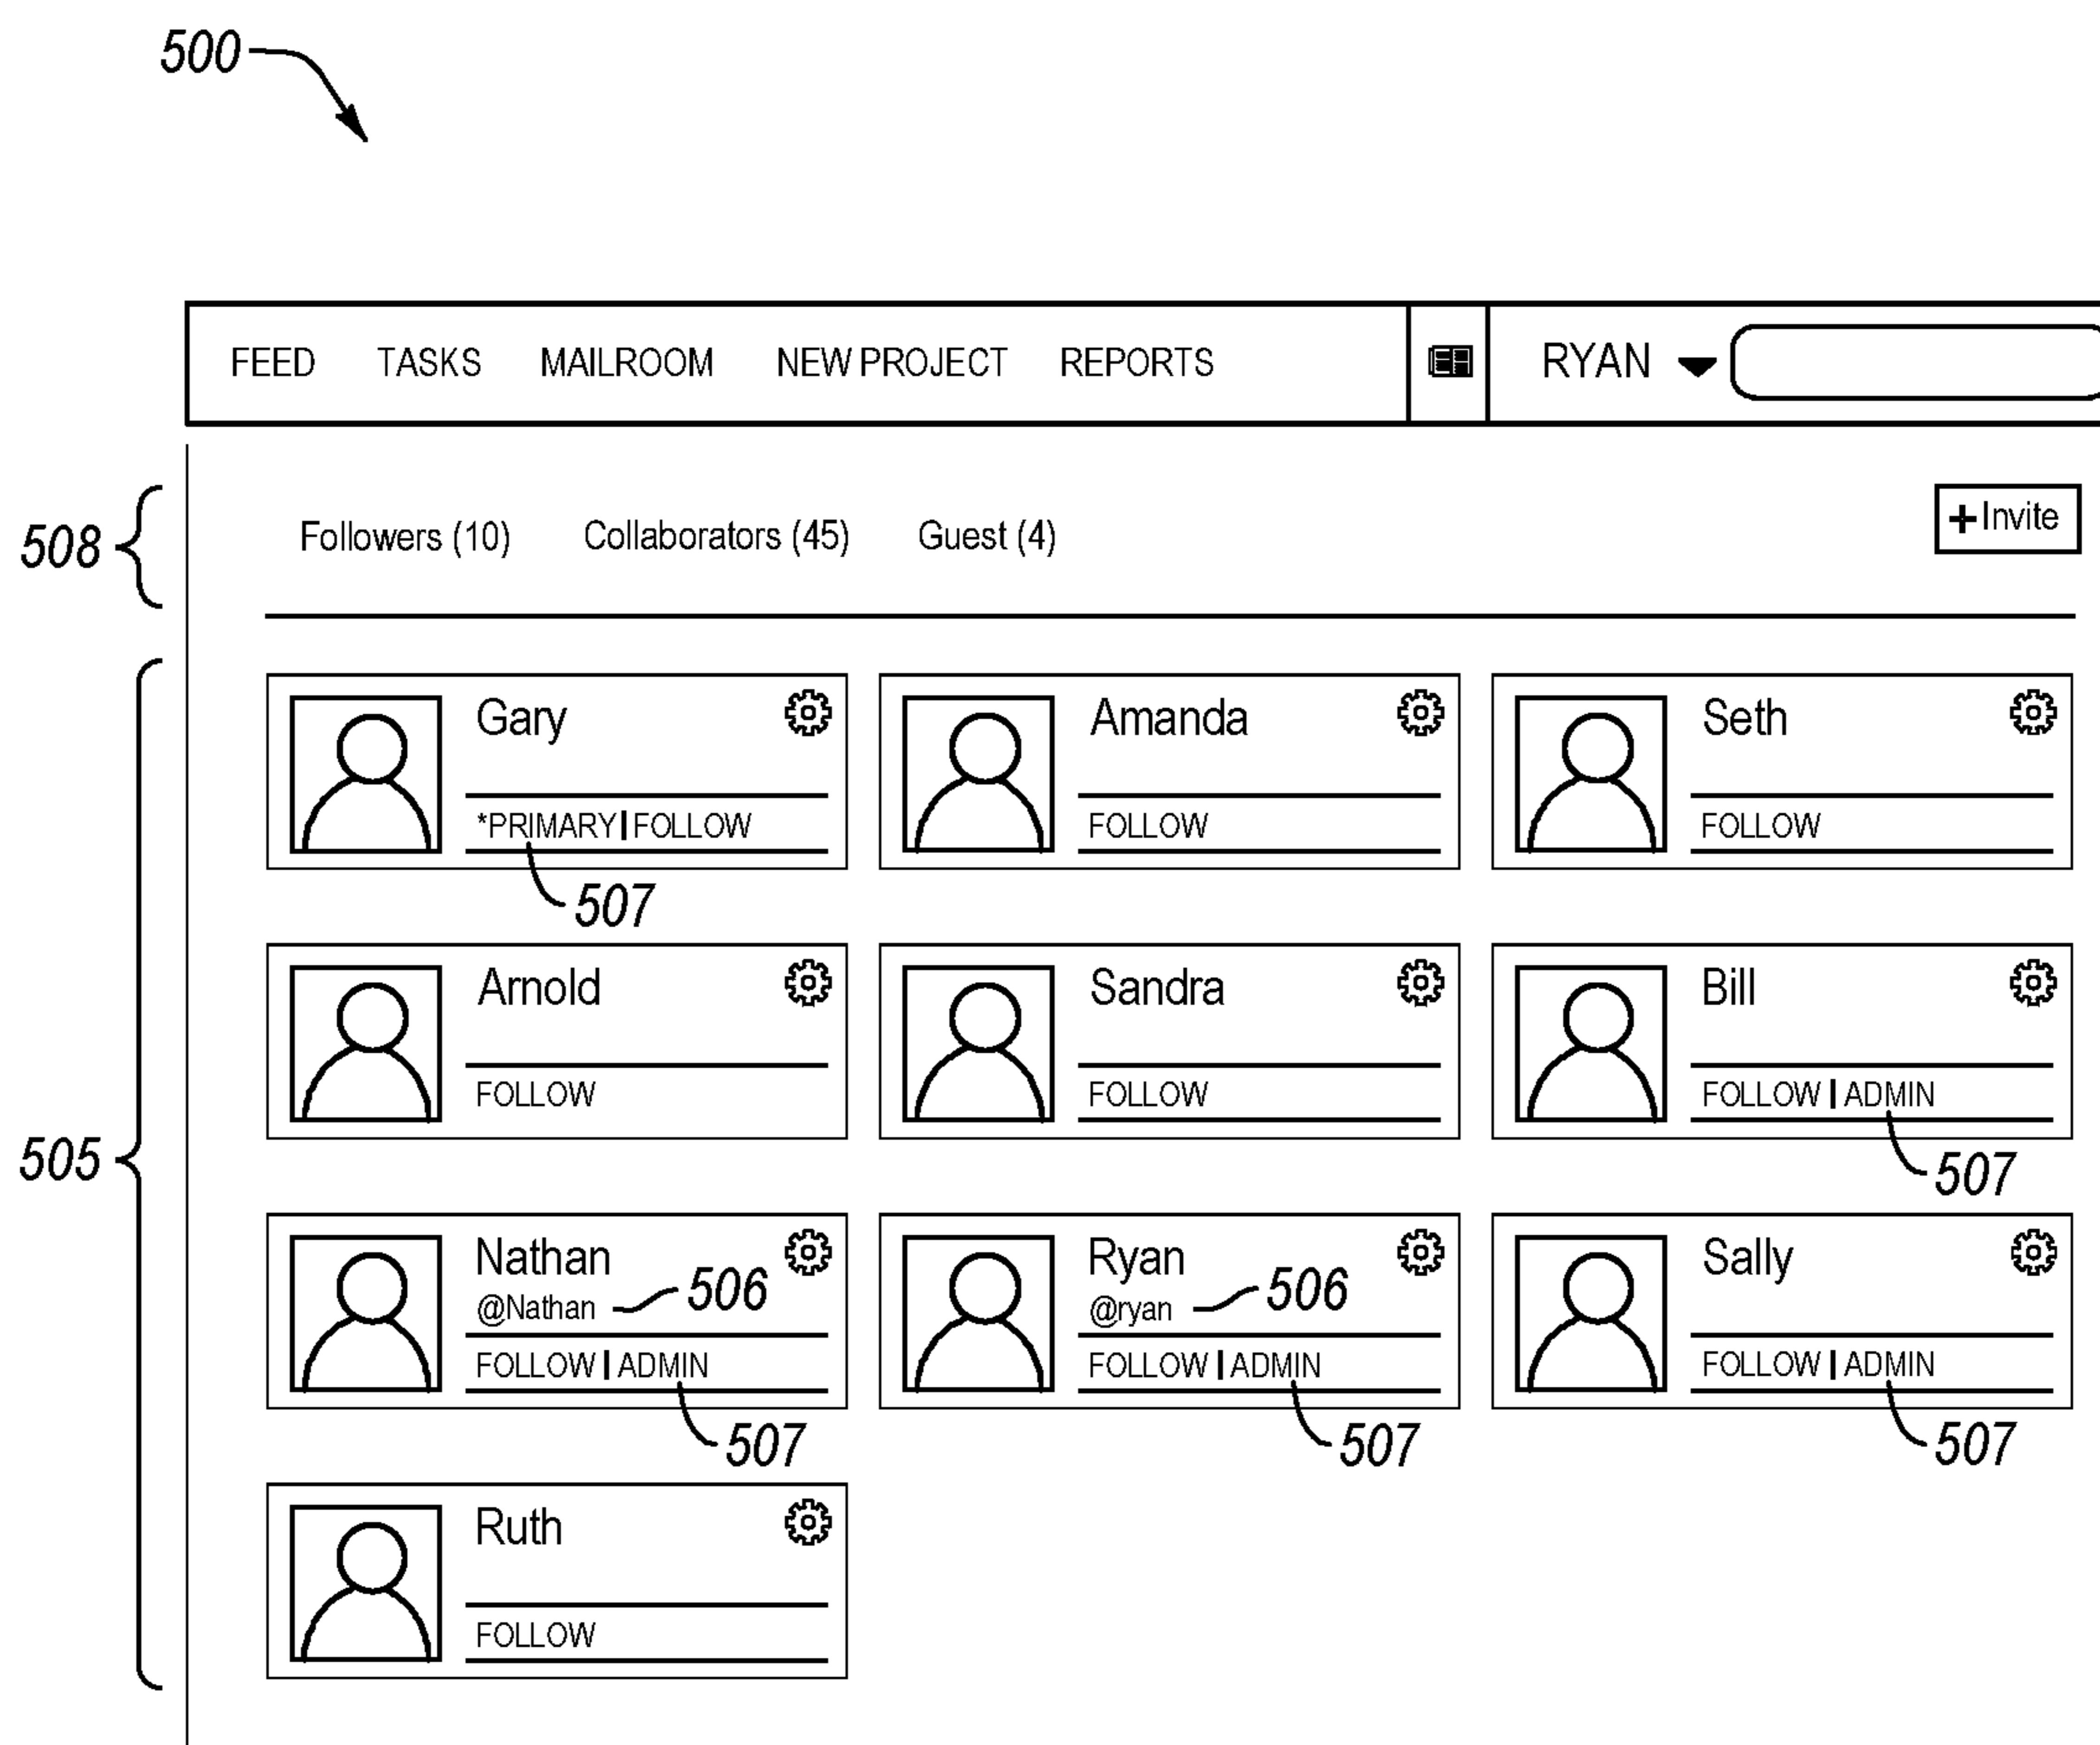 500
FEED TASKS MAILROOM NEW PROJECT REPORTS RYAN
508
Followers (10) Collaborators (45) Guest (4) +Invite
505
Gary Amanda Seth
*PRIMARY|FOLLOW FOLLOW FOLLOW
507
Arnold Sandra Bill
FOLLOW FOLLOW FOLLOW|ADMIN
507
Nathan Ryan Sally
@Nathan 506 @ryan 506
FOLLOW|ADMIN FOLLOW|ADMIN FOLLOW|ADMIN
507 507 507
Ruth
FOLLOW